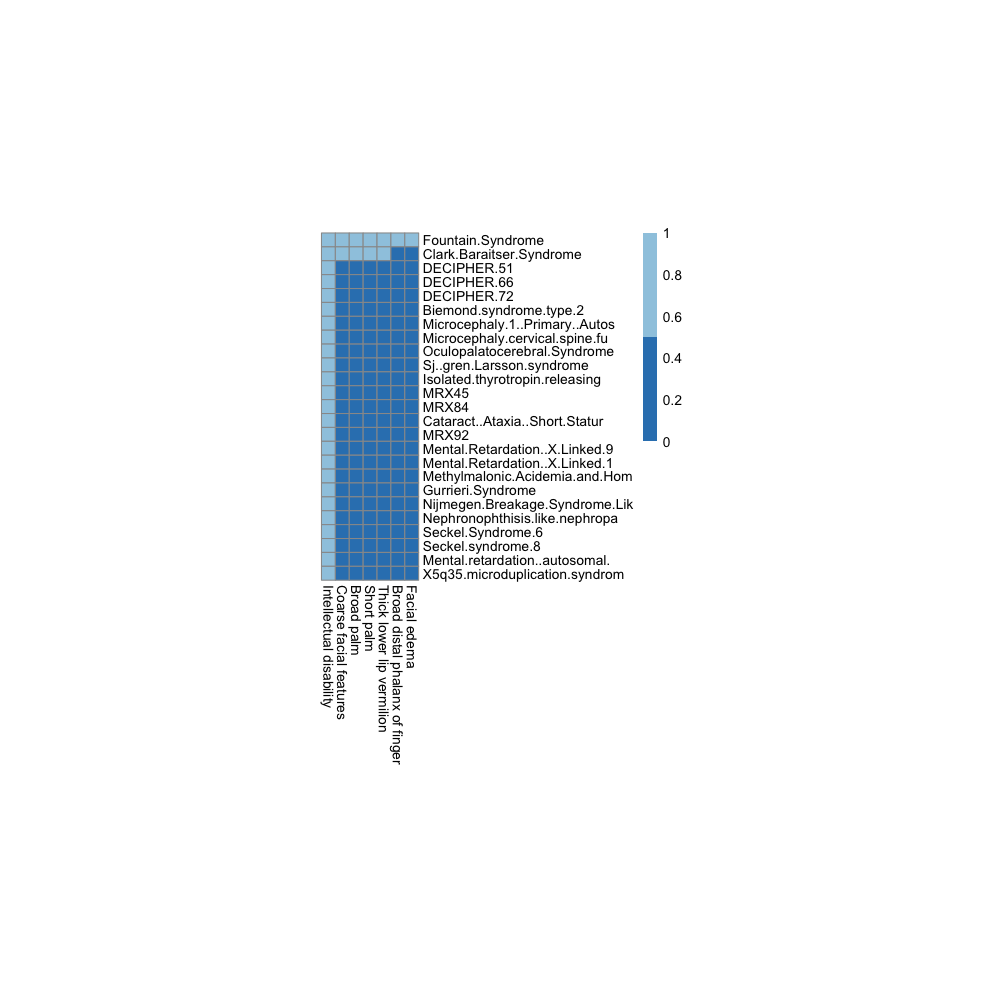 Fountain.Syndrome
Clark.Baraitser.Syndrome
DECIPHER.51
DECIPHER.66
DECIPHER.72
Biemond.syndrome.type.2
Microcephaly.1..Primary..Autos
Microcephaly.cervical.spine.fu
Oculopalatocerebral.Syndrome
Sj..gren.Larsson.syndrome
Isolated.thyrotropin.releasing
MRX45
MRX84
Cataract..Ataxia..Short.Statur
MRX92
Mental.Retardation..X.Linked.9
Mental.Retardation..X.Linked.1
Methylmalonic.Acidemia.and.Hom
Gurrieri.Syndrome
Nijmegen.Breakage.Syndrome.Lik
Nephronophthisis.like.nephropa
Seckel.Syndrome.6
Seckel.syndrome.8
Mental.retardation..autosomal.
X5q35.microduplication.syndrom
1
0.8
0.6
0.4
0.2
0
Intellectual disability
Coarse facial features
Broad palm
Short palm
Thick lower lip vermilion
Broad distal phalanx of finger
Facial edema